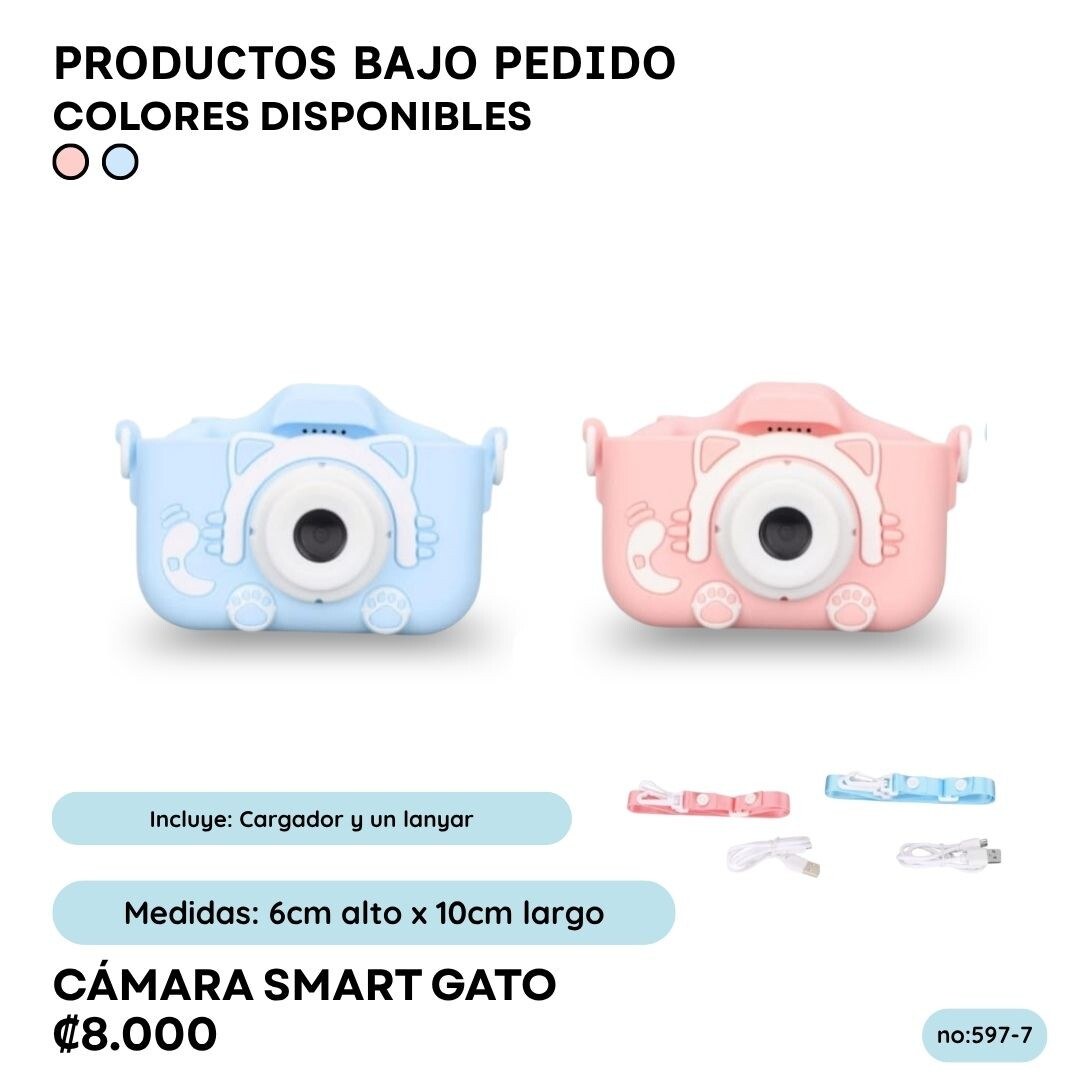 PRODUCTOS BAJO PEDIDO
COLORES DISPONIBLES
Incluye: Cargador y un lanyar
Medidas: 6cm alto x 10cm largo
CÁMARA SMART GATO
₡8.000
no:597-7